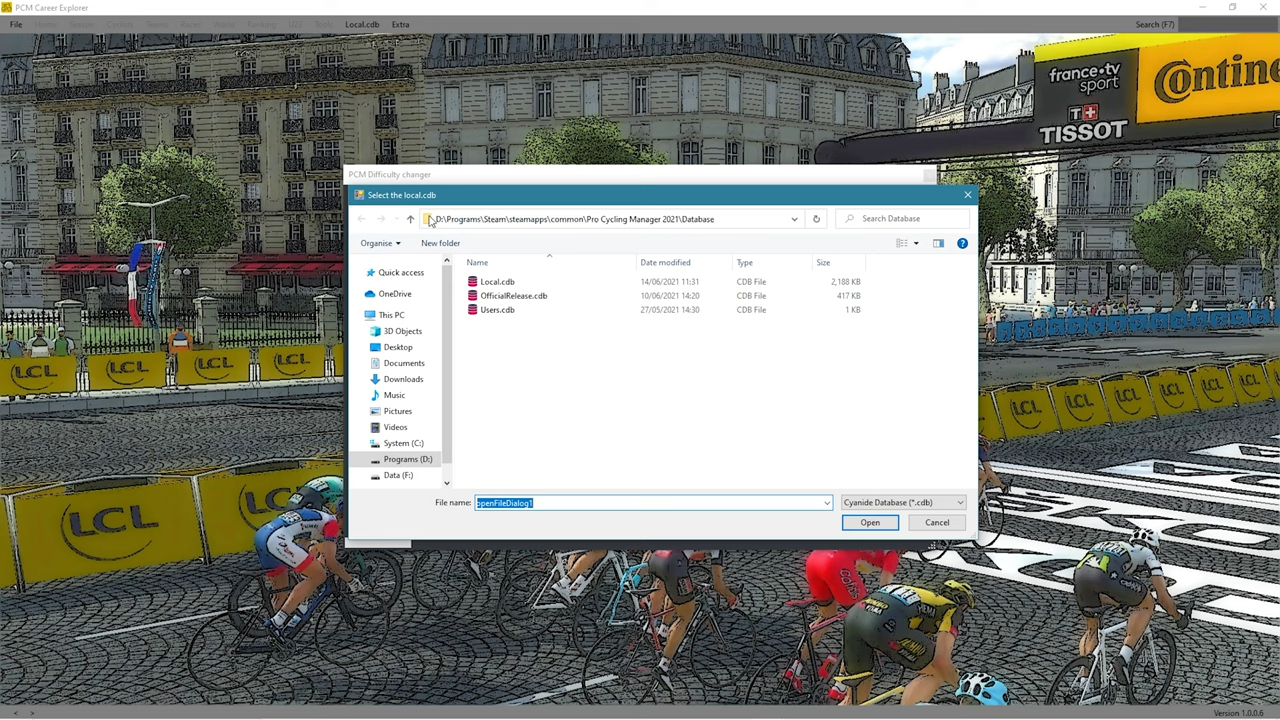 PCM Career Explorer
File
Local.cdb Extra
Search (F7)
france•tv
sport
TISSOT
PCM Difficulty changer
Select the local.cdb
D:\Programs\Steam\steamapps\common\Pro Cycling Manager 2021\Database
Search Database
Organise
New folder
Name Date modified Type Size
Local.cdb 14/06/2021 11:31 CDB File 2,188 KB
OfficialRelease.cdb 10/06/2021 14:20 CDB File 417 KB
Users.cdb 27/05/2021 14:30 CDB File 1 KB
Quick access
OneDrive
This PC
3D Objects
Desktop
Documents
Downloads
Music
Pictures
Videos
System (C:)
Programs (D:)
Data (F:)
File name: openFileDialog1
Cyanide Database (*.cdb)
Open
Cancel
LCL
LCL
LCL
LCL
LCL
LCL
LCL
LCL
LCL
LCL
LCL
Version 1.0.0.6